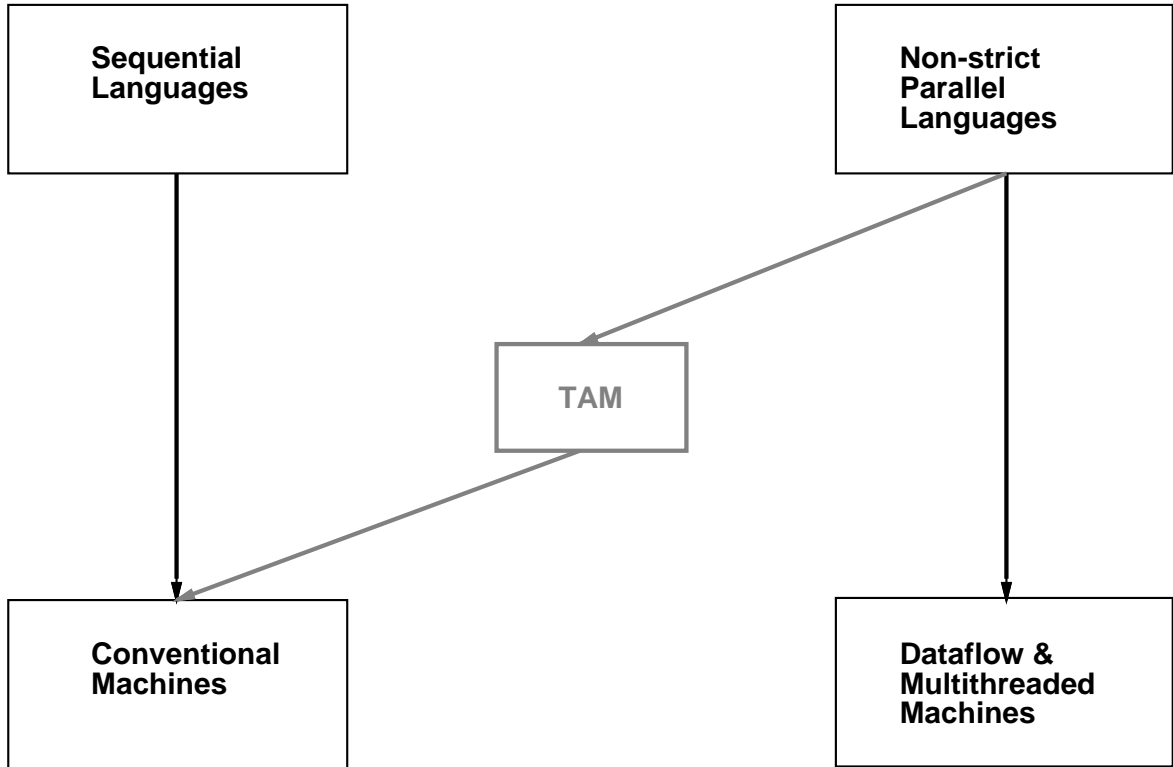 Sequential
Languages
Non-strict
Parallel
Languages
TAM
Conventional
Machines
Dataflow &
Multithreaded
Machines